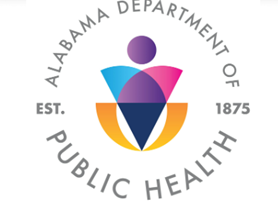 ALABAMA DEPARTMENT OF
EST. 1875
PUBLIC HEALTH